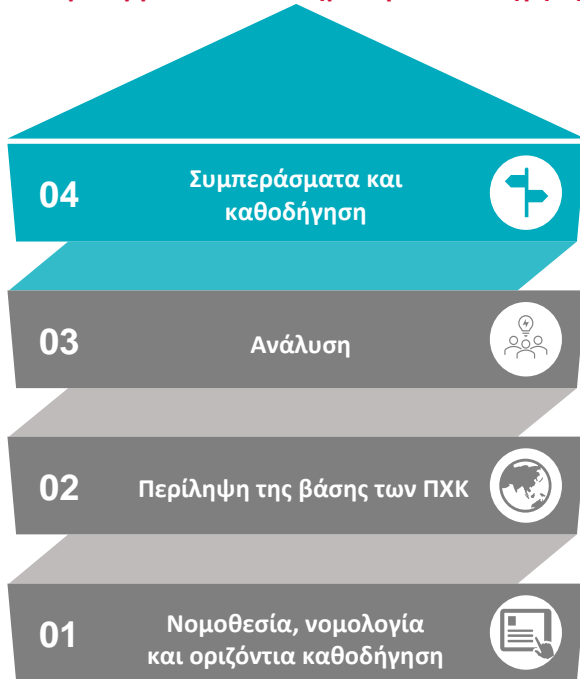 04
Συμπεράσματα και
καθοδήγηση
03
Ανάλυση
02
Περίληψη της βάσης των ΠΧΚ
01
Νομοθεσία, νομολογία
και οριζόντια καθοδήγηση